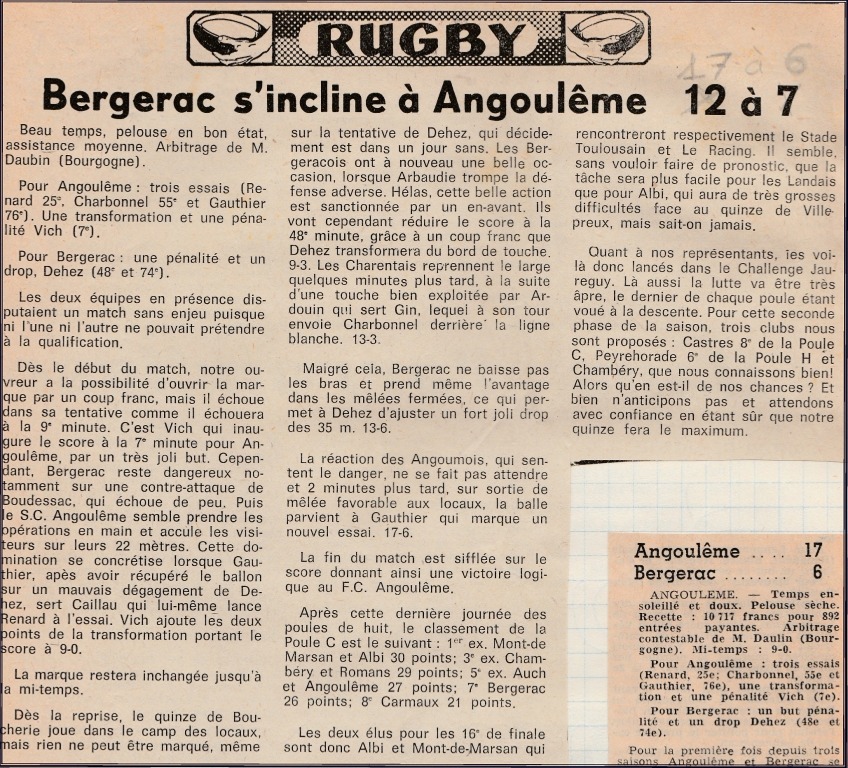 RUGBY
17 à 6
Bergerac s'incline à Angoulême 12 à 7
Beau temps, pelouse en bon état,
assistance moyenne. Arbitrage de M.
Daubin (Bourgogne).
Pour Angoulême : trois essais (Re-
nard 25e, Charbonnel 55e et Gauthier
76e). Une transformation et une péna-
lité Vich (7e).
Pour Bergerac : une pénalité et un
drop, Dehez (48e et 74e).
Les deux équipes en présence dis-
putaient un match sans enjeu puisque
ni l'une ni l'autre ne pouvait prétendre
à la qualification.
Dès le début du match, notre ou-
vreur a la possibilité d'ouvrir la mar-
que par un coup franc, mais il échoue
dans sa tentative comme il échouera
à la 9e minute. C'est Vich qui inau-
gure le score à la 7e minute pour An-
goulême, par un très joli but. Cepen-
dant, Bergerac reste dangereux no-
tamment sur une contre-attaque de
Boudessac, qui échoue de peu. Puis
le S.C. Angoulême semble prendre les
opérations en main et accule les visi-
teurs sur leurs 22 mètres. Cette do-
mination se concrétise lorsque Gau-
thier, apès avoir récupéré le ballon
sur un mauvais dégagement de De-
hez, sert Caillau qui lui-même lance
Renard à l'essai. Vich ajoute les deux
points de la transformation portant le
score à 9-0.
La marque restera inchangée jusqu'à
la mi-temps.
Dès la reprise, le quinze de Bou-
cherie joue dans le camp des locaux,
mais rien ne peut être marqué, même
sur la tentative de Dehez, qui décide-
ment est dans un jour sans. Les Ber-
geracois ont à nouveau une belle oc-
casion, lorsque Arbaudie trompe la dé-
fense adverse. Hélas, cette belle action
est sanctionnée par un en-avant. Ils
vont cependant réduire le score à la
48e minute, grâce à un coup franc que
Dehez transformera du bord de touche.
9-3. Les Charentais reprennent le large
quelques minutes plus tard, à la suite
d'une touche bien exploitée par Ar-
douin qui sert Gin, lequel à son tour
envoie Charbonnel derrière la ligne
blanche. 13-3.
Malgré cela, Bergerac ne baisse pas
les bras et prend même l'avantage
dans les mêlées fermées, ce qui per-
met à Dehez d'ajuster un fort joli drop
des 35 m. 13-6.
La réaction des Angoumois, qui sen-
tent le danger, ne se fait pas attendre
et 2 minutes plus tard, sur sortie de
mêlée favorable aux locaux, la balle
parvient à Gauthier qui marque un
nouvel essai. 17-6.
La fin du match est sifflée sur le
score donnant ainsi une victoire logi-
que au F.C. Angoulême.
Après cette dernière journée des
poules de huit, le classement de la
Poule C est le suivant : 1er ex. Mont-de
Marsan et Albi 30 points; 3e ex. Cham-
béry et Romans 29 points; 5e ex. Auch
et Angoulême 27 points; 7e Bergerac
26 points; 8e Carmaux 21 points.
Les deux élus pour les 16e de finale
sont donc Albi et Mont-de-Marsan qui
rencontreront respectivement le Stade
Toulousain et Le Racing. Il semble,
sans vouloir faire de pronostic, que la
tâche sera plus facile pour les Landais
que pour Albi, qui aura de très grosses
difficultés face au quinze de Ville-
preux, mais sait-on jamais.
Quant à nos représentants, les voi-
là donc lancés dans le Challenge Jau-
reguy. Là aussi la lutte va être très
âpre, le dernier de chaque poule étant
voué à la descente. Pour cette seconde
phase de la saison, trois clubs nous
sont proposés : Castres 8e de la Poule
C, Peyrehorade 6e de la Poule H et
Chambéry, que nous connaissons bien!
Alors qu'en est-il de nos chances ? Et
bien n'anticipons pas et attendons
avec confiance en étant sûr que notre
quinze fera le maximum.
Angoulême .... 17
Bergerac ........ 6
ANGOULEME. — Temps en-
soleillé et doux. Pelouse sèche.
Recette : 10 717 francs pour 892
entrées payantes. Arbitrage
contestable de M. Daulin (Bour-
gogne). Mi-temps : 9-0.
Pour Angoulême : trois essais
(Renard, 25e; Charbonnel, 55e et
Gauthier, 76e), une transforma-
tion et une pénalité Vich (7e).
Pour Bergerac : un but péna-
lité et un drop Dehez (48e et
74e).
Pour la première fois depuis trois
saisons Angoulême et Bergerac se